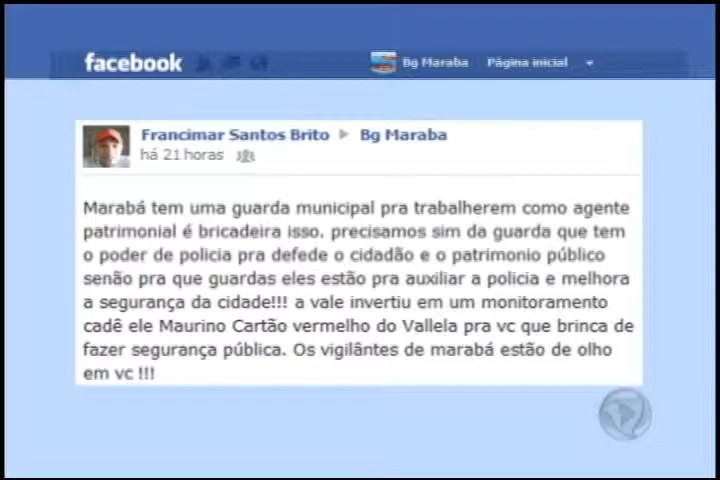 facebook
Bg Maraba Página inicial
Francimar Santos Brito Bg Maraba
há 21 horas
Marabá tem uma guarda municipal pra trabalherem como agente
patrimonial é bricadeira isso. precisamos sim da guarda que tem
o poder de policia pra defede o cidadão e o patrimonio público
senão pra que guardas eles estão pra auxiliar a policia e melhora
a segurança da cidade!!! a vale invertiu em um monitoramento
cadê ele Maurino Cartão vermelho do Vallela pra vc que brinca de
fazer segurança pública. Os vigilântes de marabá estão de olho
em vc !!!